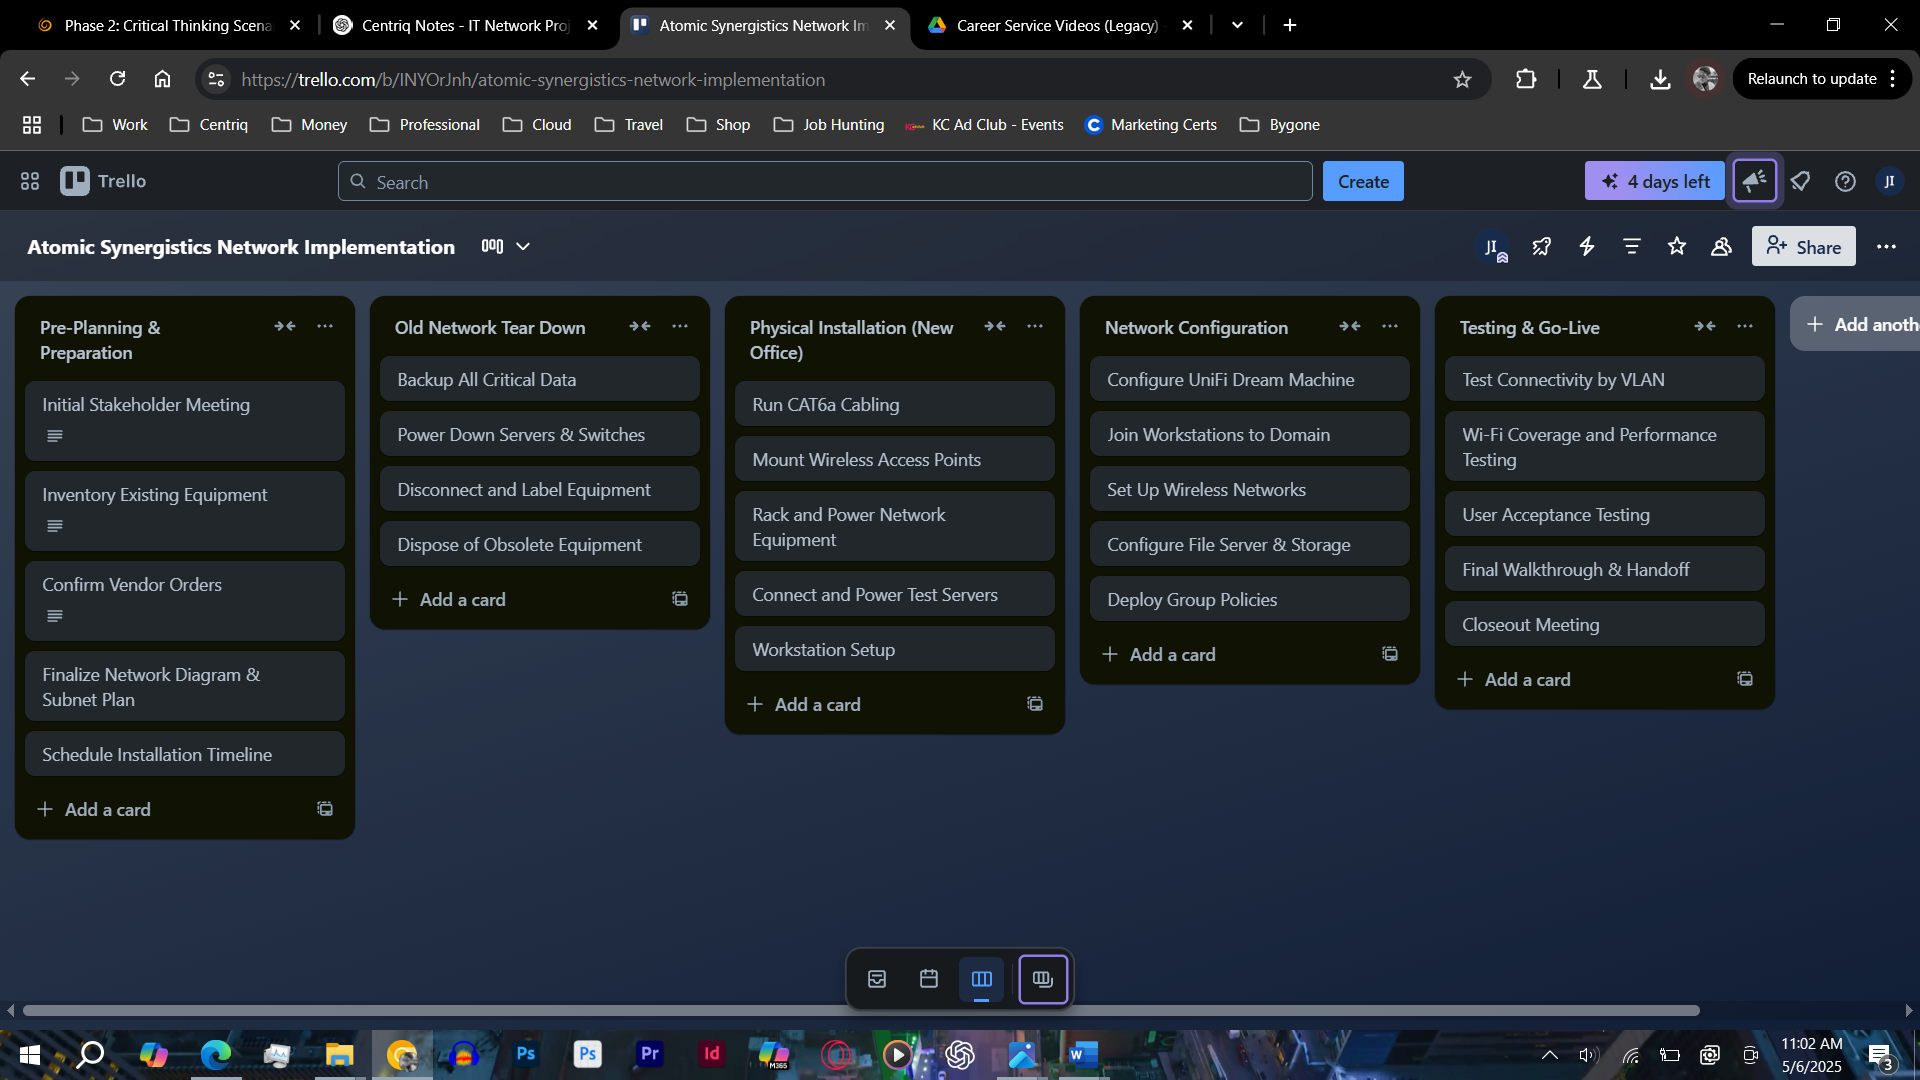 Phase 2: Critical Thinking Scena
Centriq Notes - IT Network Proj
Atomic Synergistics Network Im
Career Service Videos (Legacy)
https://trello.com/b/INYOrJnh/atomic-synergistics-network-implementation
Relaunch to update
Work
Centriq
Money
Professional
Cloud
Travel
Shop
Job Hunting
KC Ad Club - Events
Marketing Certs
Bygone
Trello
Search
Create
4 days left
JI
Atomic Synergistics Network Implementation
JI
Share
Pre-Planning &
Preparation
Initial Stakeholder Meeting
Inventory Existing Equipment
Confirm Vendor Orders
Finalize Network Diagram &
Subnet Plan
Schedule Installation Timeline
Add a card
Old Network Tear Down
Backup All Critical Data
Power Down Servers & Switches
Disconnect and Label Equipment
Dispose of Obsolete Equipment
Add a card
Physical Installation (New
Office)
Run CAT6a Cabling
Mount Wireless Access Points
Rack and Power Network
Equipment
Connect and Power Test Servers
Workstation Setup
Add a card
Network Configuration
Configure UniFi Dream Machine
Join Workstations to Domain
Set Up Wireless Networks
Configure File Server & Storage
Deploy Group Policies
Add a card
Testing & Go-Live
Test Connectivity by VLAN
Wi-Fi Coverage and Performance
Testing
User Acceptance Testing
Final Walkthrough & Handoff
Closeout Meeting
Add a card
Add anoth
Ps
Ps
Pr
Id
M365
W
11:02 AM
5/6/2025
3